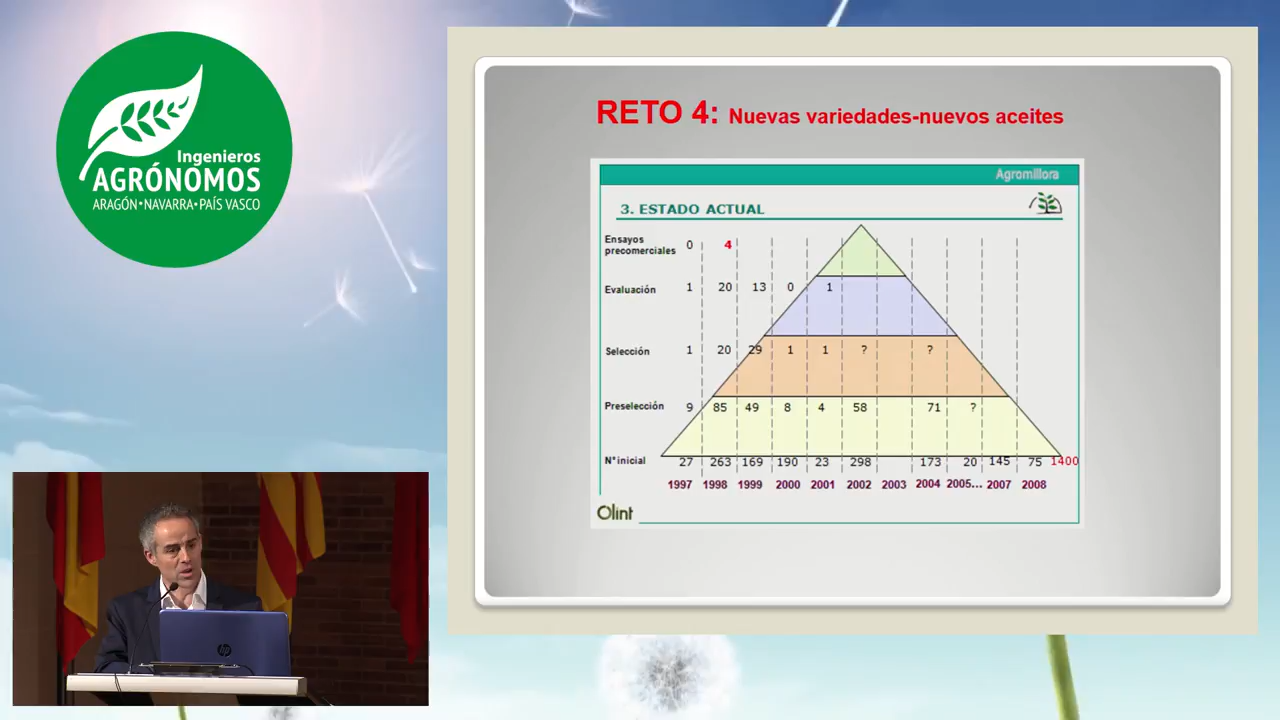 Ingenieros
AGRÓNOMOS
ARAGÓN•NAVARRA•PAÍS VASCO
RETO 4: Nuevas variedades-nuevos aceites
Agromillora
3. ESTADO ACTUAL
Ensayos
precomerciales 0 4
Evaluación 1 20 13 0 1
Selección 1 20 29 1 1 ? ?
Preselección 9 85 49 8 4 58 71 ?
Nºinicial 27 263 169 190 23 298 173 20 145 75 1400
1997 1998 1999 2000 2001 2002 2003 2004 2005... 2007 2008
Olint
hp